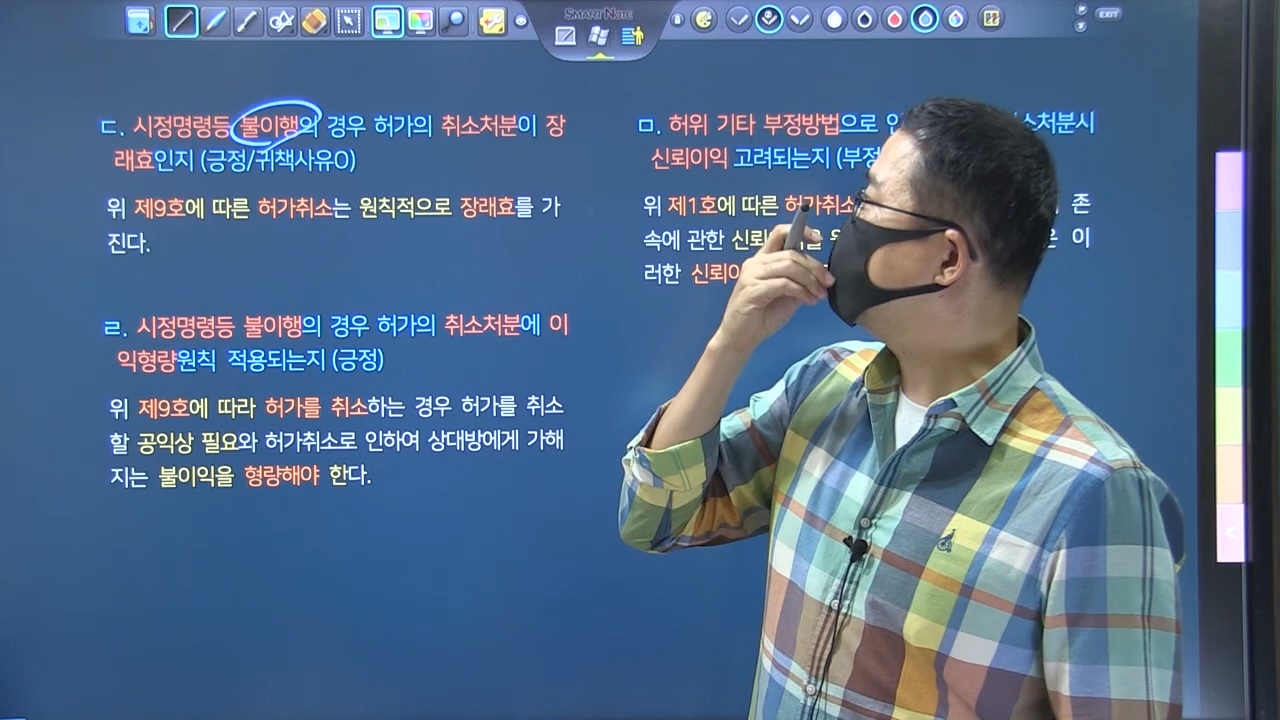 SMART NOTE
EXIT
ㄷ. 시정명령등 불이행의 경우 허가의 취소처분이 장
래효인지 (긍정/귀책사유O)
위 제9호에 따른 허가취소는 원칙적으로 장래효를 가
진다.
ㄹ. 시정명령등 불이행의 경우 허가의 취소처분에 이
익형량원칙 적용되는지 (긍정)
위 제9호에 따라 허가를 취소하는 경우 허가를 취소
할 공익상 필요와 허가취소로 인하여 상대방에게 가해
지는 불이익을 형량해야 한다.
ㅁ. 허위 기타 부정방법으로
신뢰이익 고려되는지 (부정
위 제1호에 따른 허가취소 존
속에 관한 신뢰이익을 이
러한